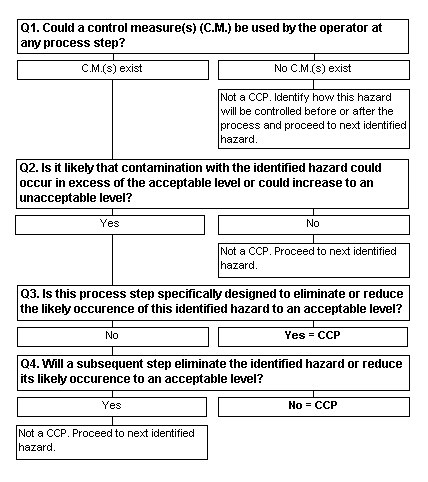 Q1. Could a control measure(s) (C.M.) be used by the operator at
any process step?
C.M.(s) exist
No C.M.(s) exist
Not a CCP. Identify how this hazard
will be controlled before or after the
process and proceed to next identified
hazard.
Q2. Is it likely that contamination with the identified hazard could
occur in excess of the acceptable level or could increase to an
unacceptable level?
Yes
No
Not a CCP. Proceed to next identified
hazard.
Q3. Is this process step specifically designed to eliminate or reduce
the likely occurence of this identified hazard to an acceptable level?
No
Yes = CCP
Q4. Will a subsequent step eliminate the identified hazard or reduce
its likely occurence to an acceptable level?
Yes
No = CCP
Not a CCP. Proceed to next identified
hazard.